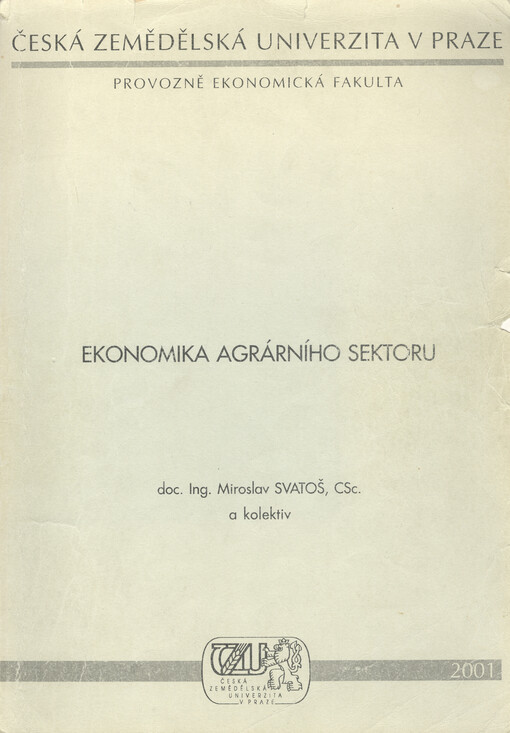 ČESKÁ ZEMĚDĚLSKÁ UNIVERZITA V PRAZE
PROVOZNĚ EKONOMICKÁ FAKULTA
EKONOMIKA AGRÁRNÍHO SEKTORU
doc. Ing. Miroslav SVATOŠ, CSc.
a kolektiv
ČZU
ČESKÁ
ZEMĚDĚLSKÁ
UNIVERZITA
V PRAZE
2001